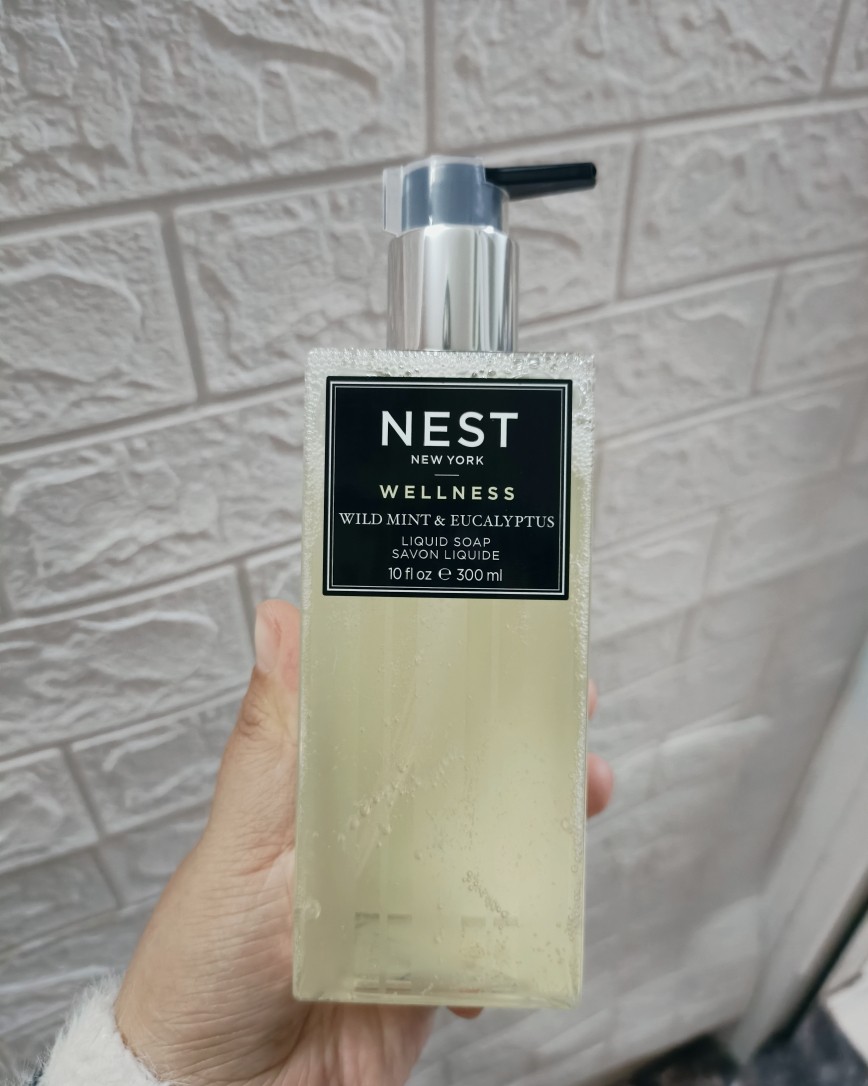 NEST
NEW YORK
WELLNESS
WILD MINT & EUCALYPTUS
LIQUID SOAP
SAVON LIQUIDE
10 fl oz ℮ 300 ml